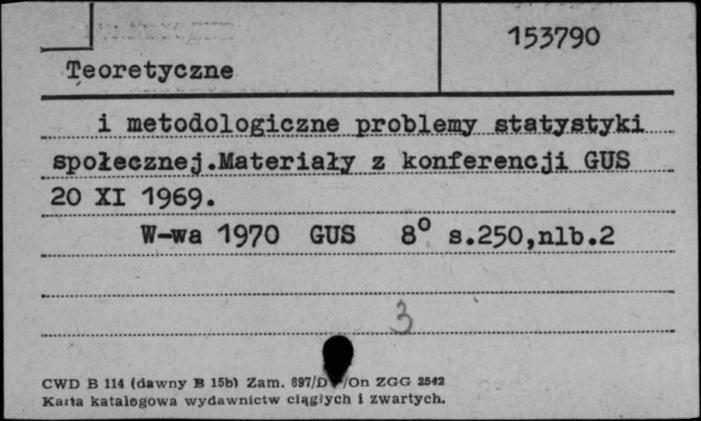 153790
Teoretyczne
i metodologiczne problemy statystyki
społecznej.Materiały z konferencji GUS
20 XI 1969.
W-wa 1970 GUS 8° s.250,nlb.2
3
CWD B 114 (dawny B 15b) Zam. 897/D /On ZGG 2542
Karta katalogowa wydawnictw ciągłych i zwartych.